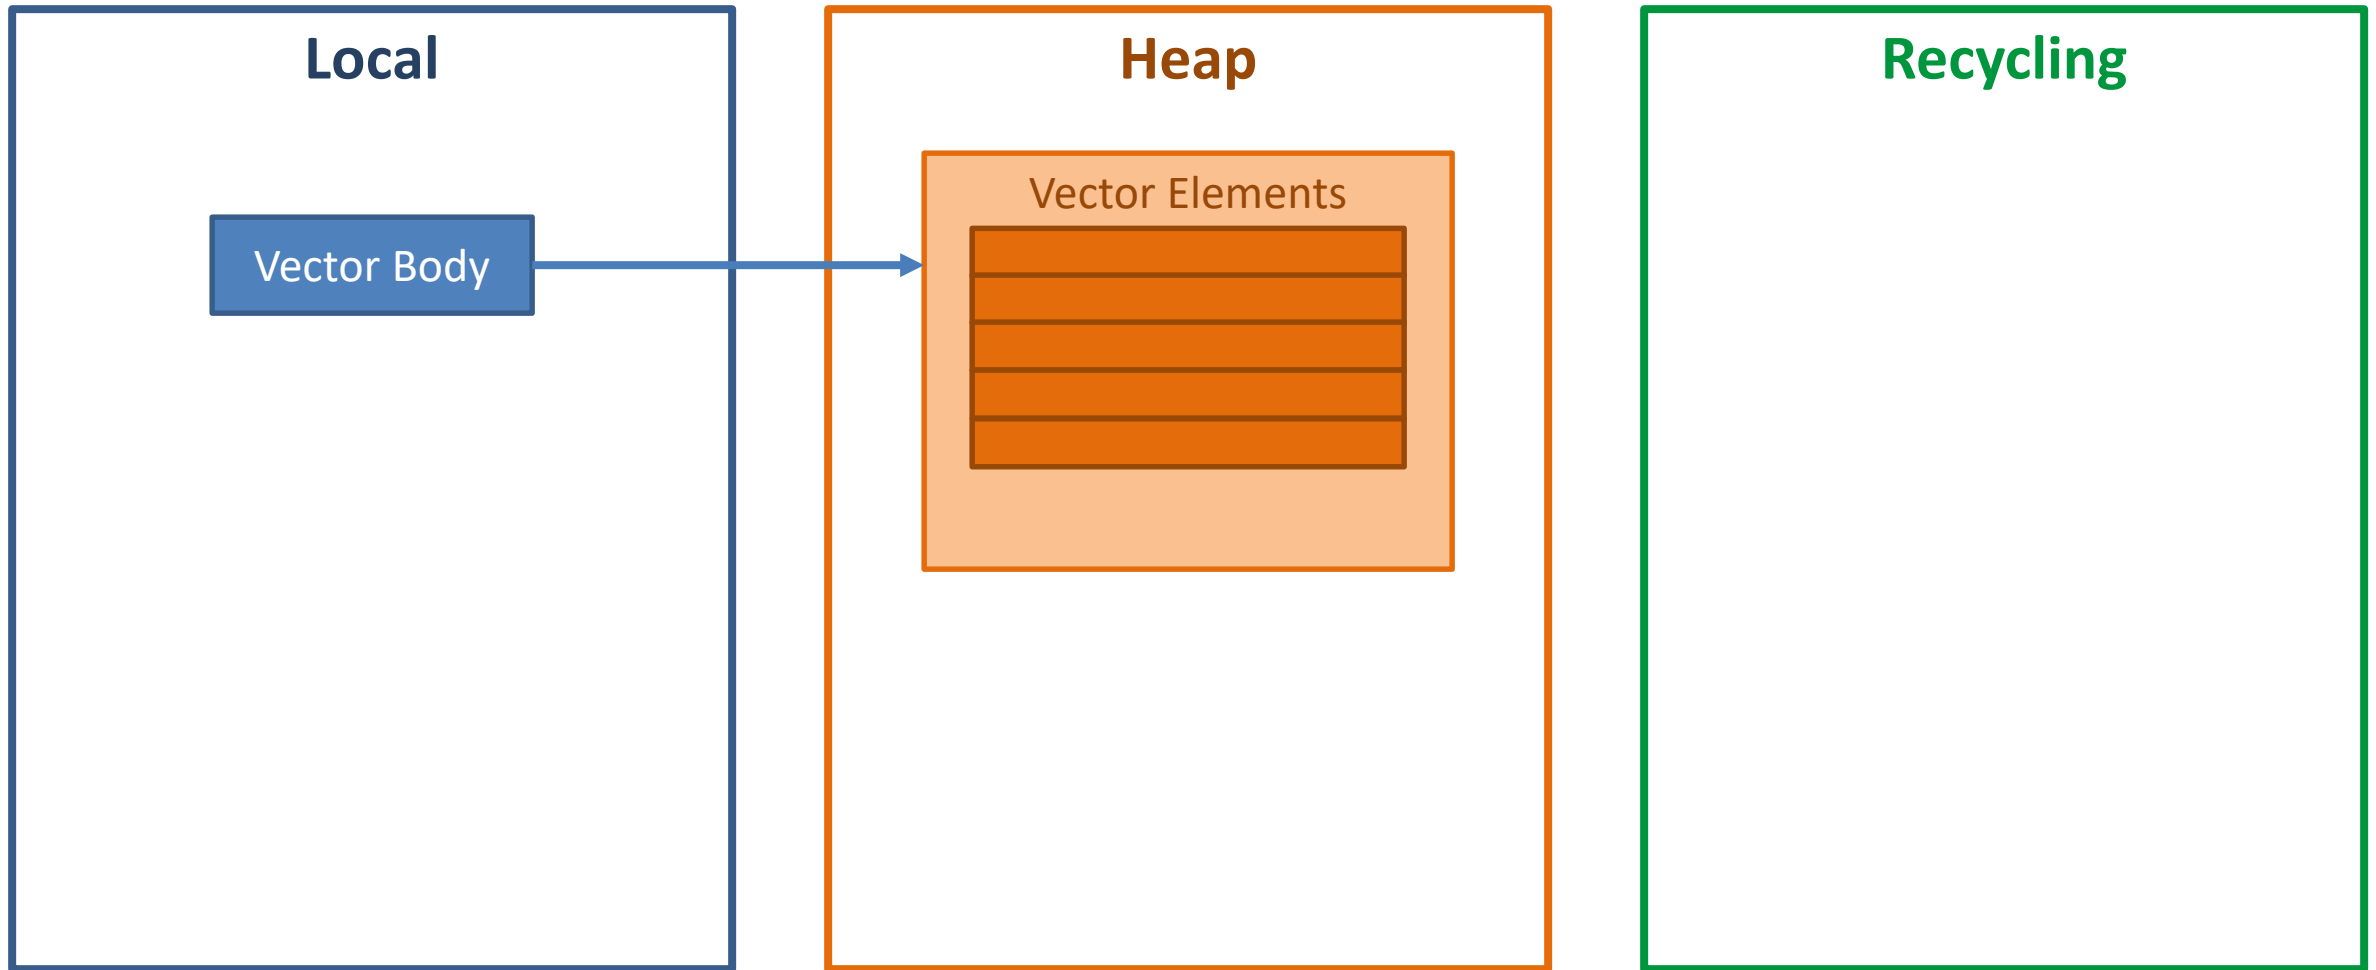 Local
Heap
Recycling
Vector Elements
Vector Body